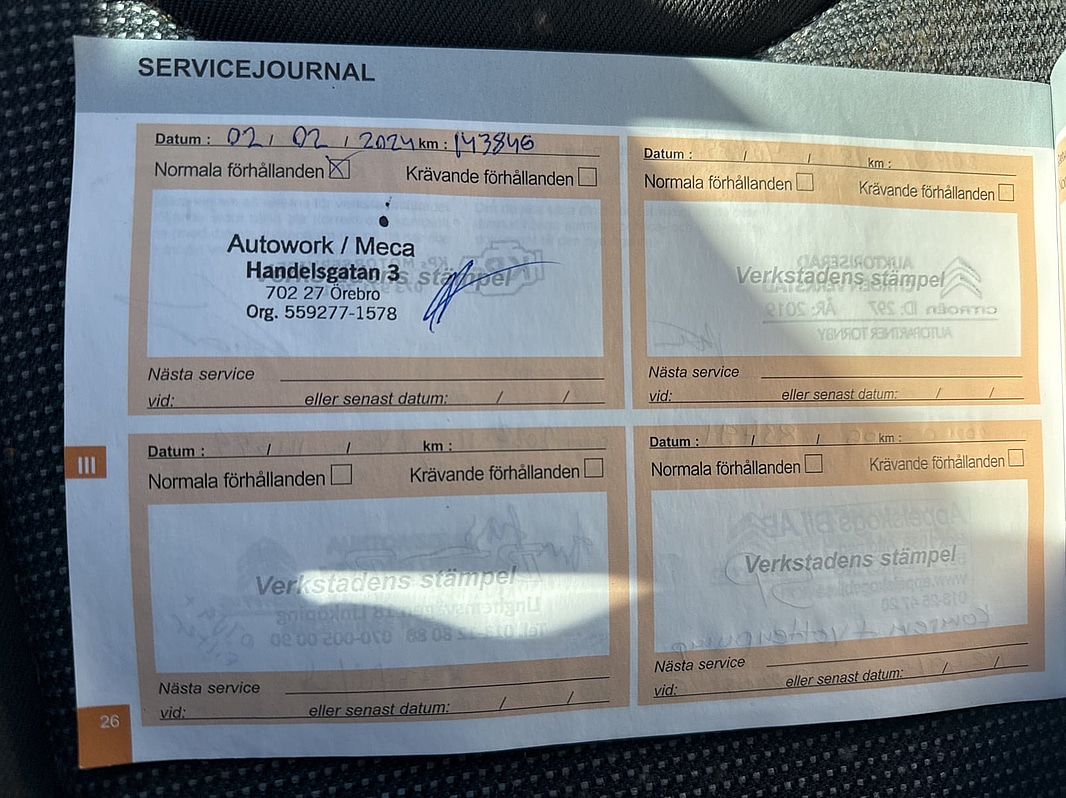 SERVICEJOURNAL
Datum : 02 / 02 / 2024 km : 143846
Normala förhållanden Krävande förhållanden
Autowork / Meca
Handelsgatan 3
Verkstadens stämpel
702 27 Örebro
Org. 559277-1578
Nästa service
vid: eller senast datum: / /
Datum : / / km :
Normala förhållanden Krävande förhållanden
Verkstadens stämpel
Nästa service
vid: eller senast datum: / /
III
Datum : / / km :
Normala förhållanden Krävande förhållanden
Verkstadens stämpel
Nästa service
vid: eller senast datum: / /
Datum : / / km :
Normala förhållanden Krävande förhållanden
Verkstadens stämpel
Nästa service
vid: eller senast datum: / /
26